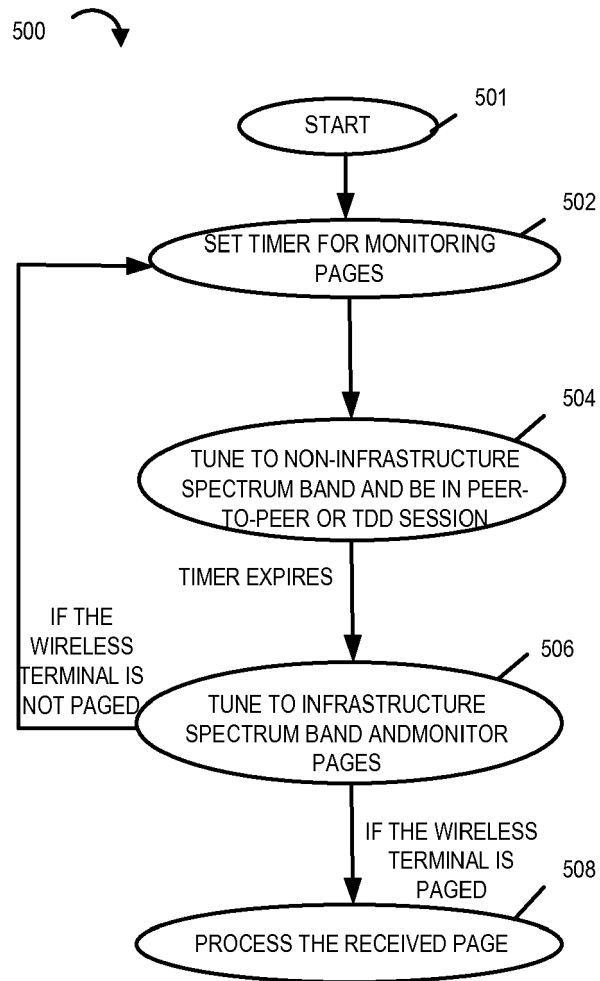 500
501
START
502
SET TIMER FOR MONITORING
PAGES
504
TUNE TO NON-INFRASTRUCTURE
SPECTRUM BAND AND BE IN PEER-
TO-PEER OR TDD SESSION
TIMER EXPIRES
IF THE
WIRELESS
TERMINAL IS
NOT PAGED
506
TUNE TO INFRASTRUCTURE
SPECTRUM BAND ANDMONITOR
PAGES
IF THE WIRELESS
TERMINAL IS
PAGED
508
PROCESS THE RECEIVED PAGE